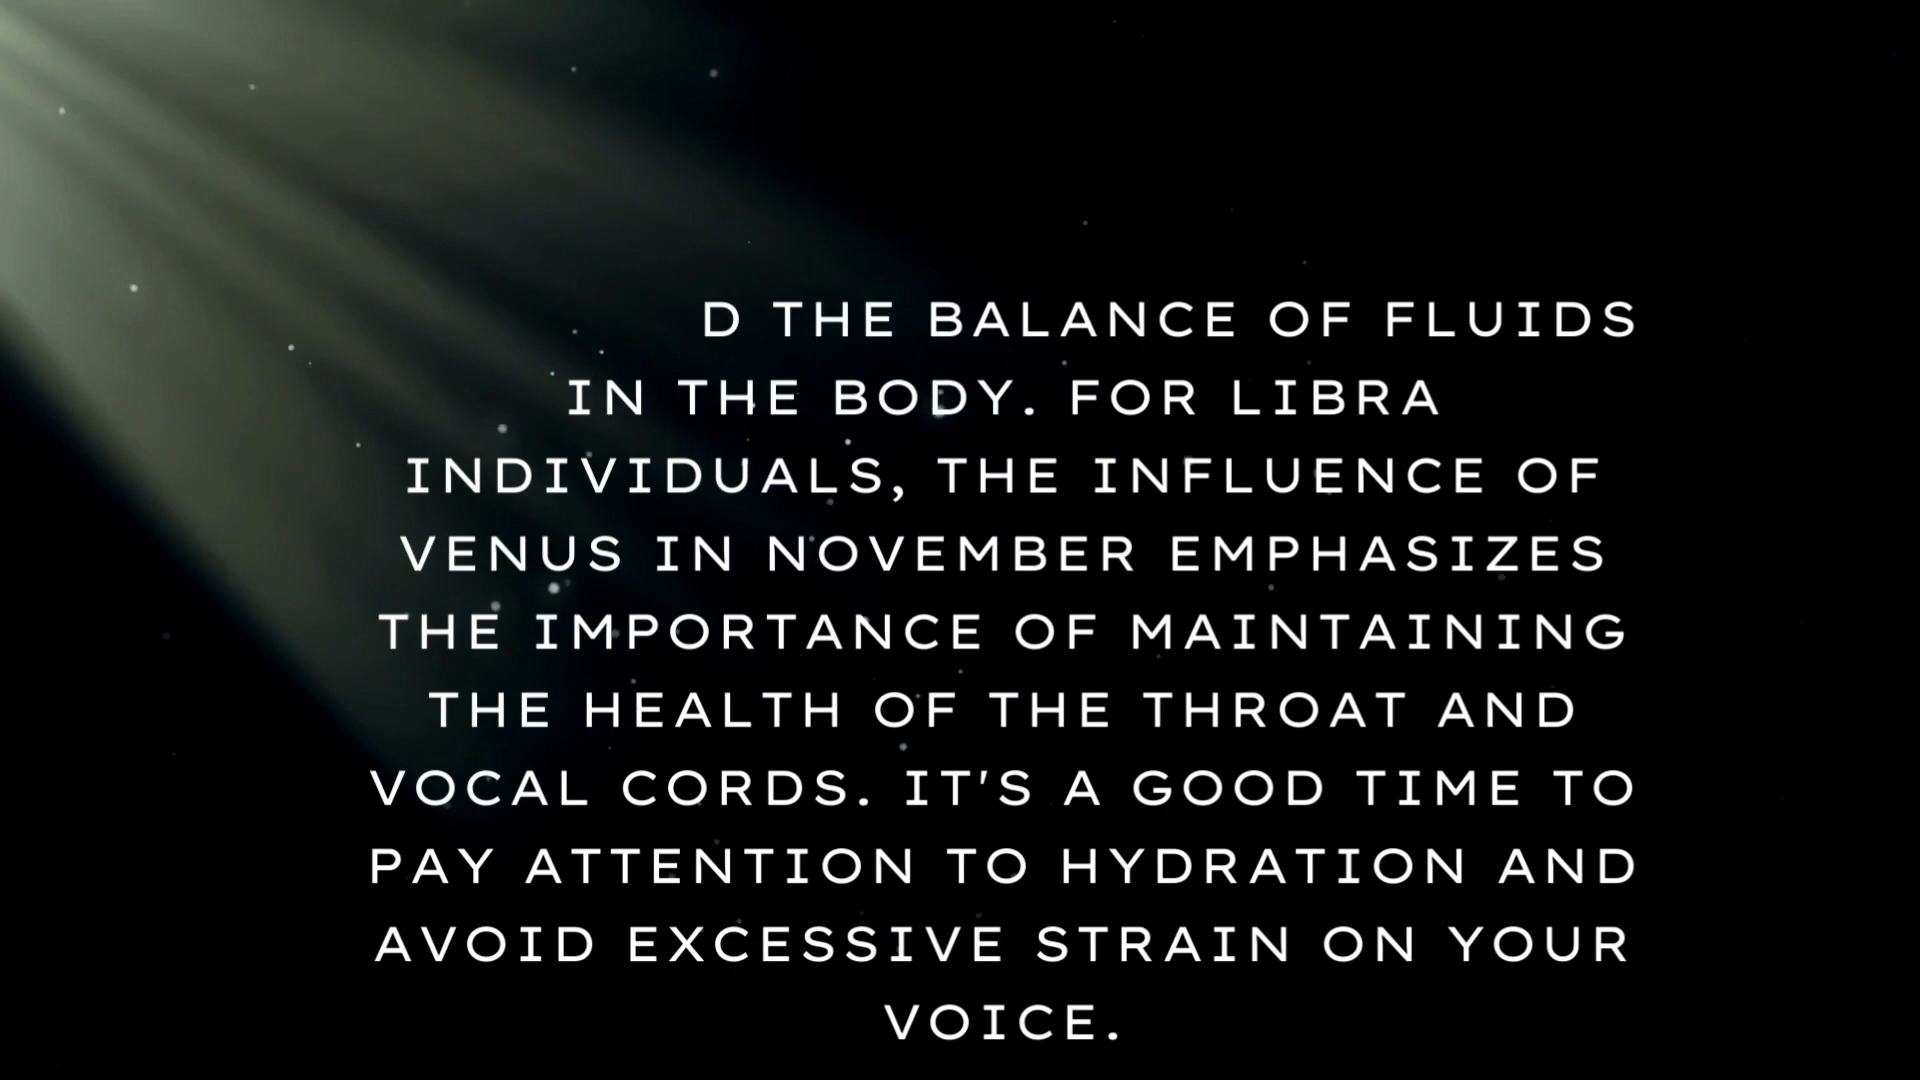 D THE BALANCE OF FLUIDS
IN THE BODY. FOR LIBRA
INDIVIDUALS, THE INFLUENCE OF
VENUS IN NOVEMBER EMPHASIZES
THE IMPORTANCE OF MAINTAINING
THE HEALTH OF THE THROAT AND
VOCAL CORDS. IT'S A GOOD TIME TO
PAY ATTENTION TO HYDRATION AND
AVOID EXCESSIVE STRAIN ON YOUR
VOICE.